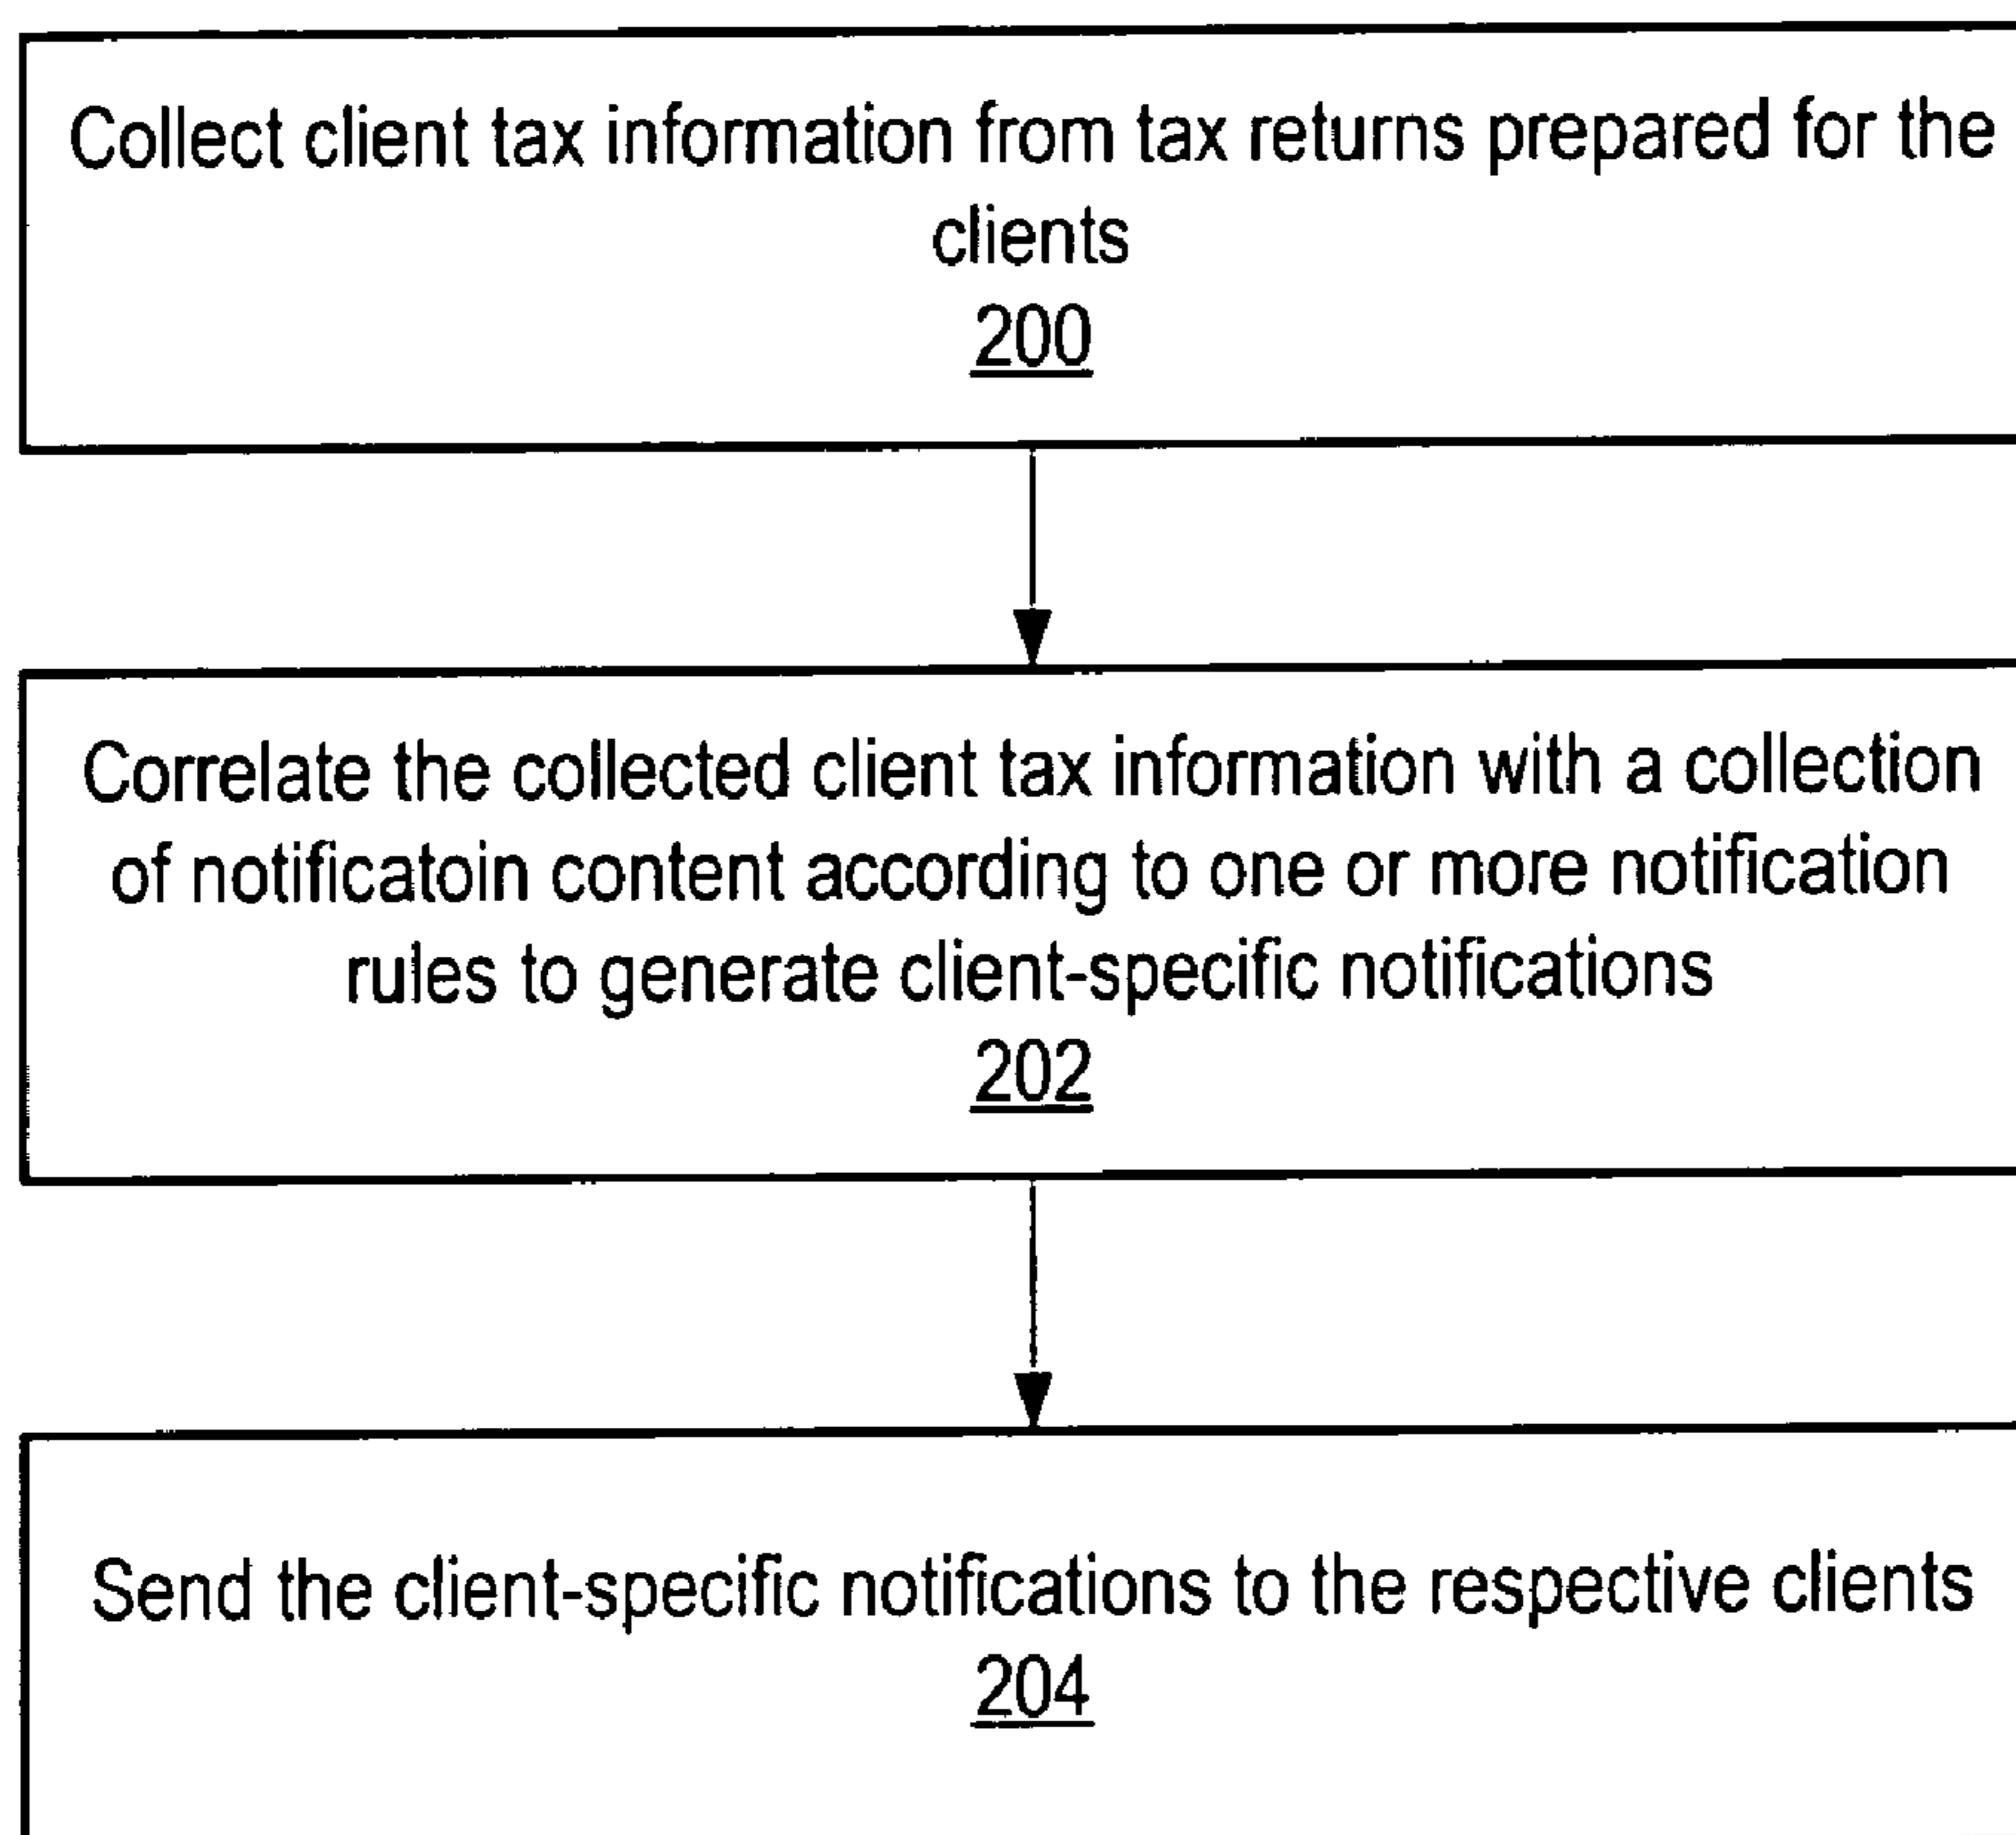 Collect client tax information from tax returns prepared for the
clients
200
Correlate the collected client tax information with a collection
of notificatoin content according to one or more notification
rules to generate client-specific notifications
202
Send the client-specific notifications to the respective clients
204